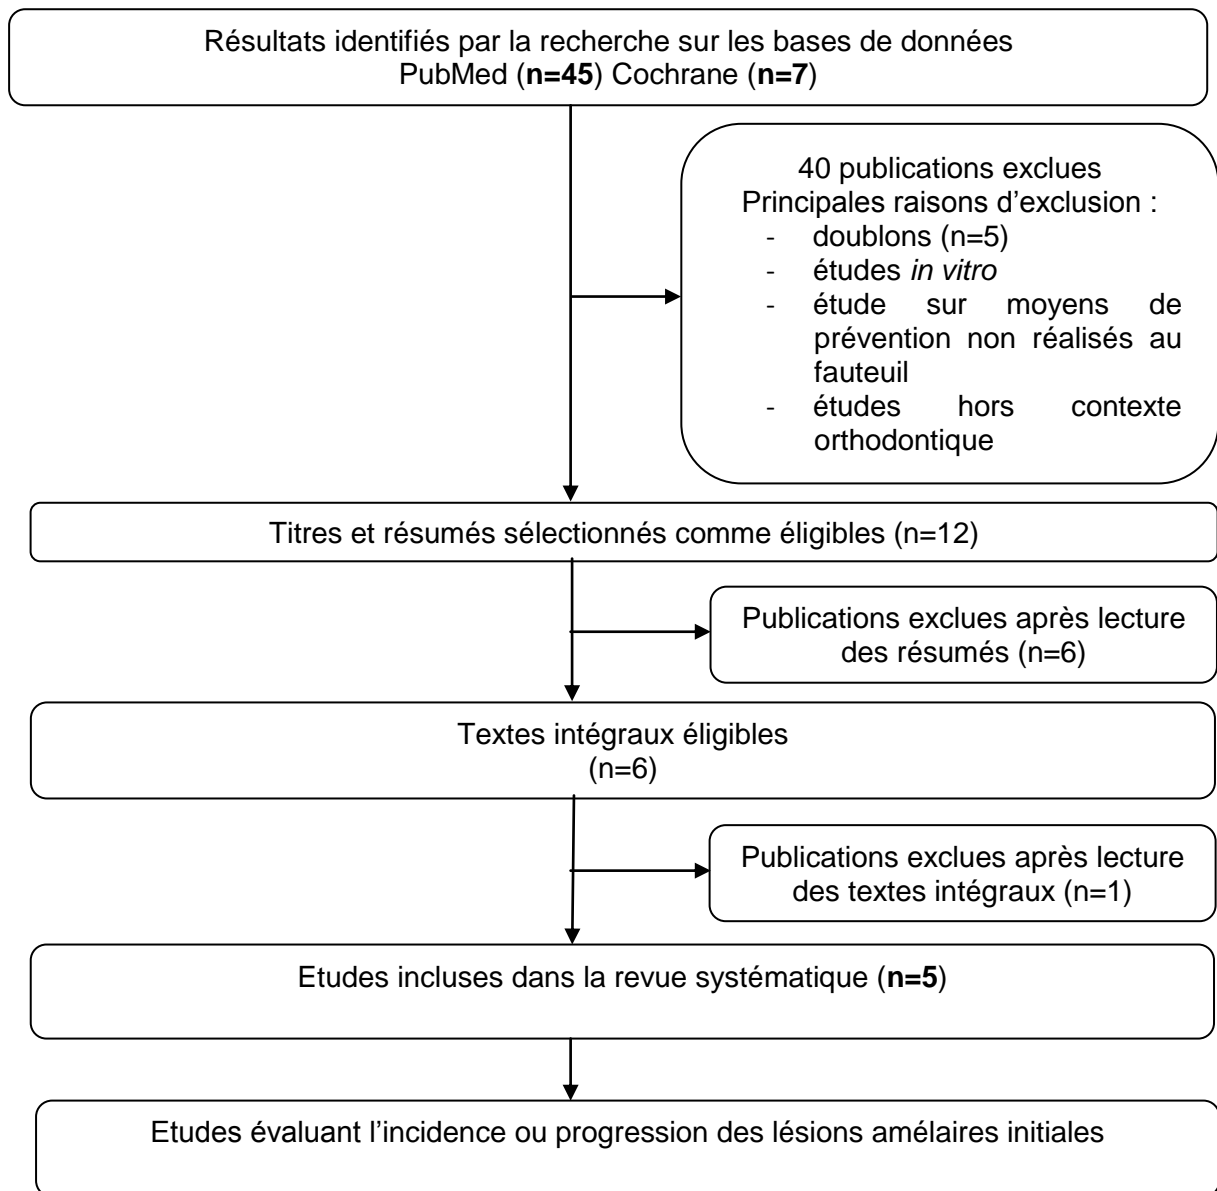 Résultats identifiés par la recherche sur les bases de données
PubMed (n=45) Cochrane (n=7)
40 publications exclues
Principales raisons d’exclusion :
- doublons (n=5)
- études in vitro
- étude sur moyens de
prévention non réalisés au
fauteuil
- études hors contexte
orthodontique
Titres et résumés sélectionnés comme éligibles (n=12)
Publications exclues après lecture
des résumés (n=6)
Textes intégraux éligibles
(n=6)
Publications exclues après lecture
des textes intégraux (n=1)
Etudes incluses dans la revue systématique (n=5)
Etudes évaluant l’incidence ou progression des lésions amélaires initiales